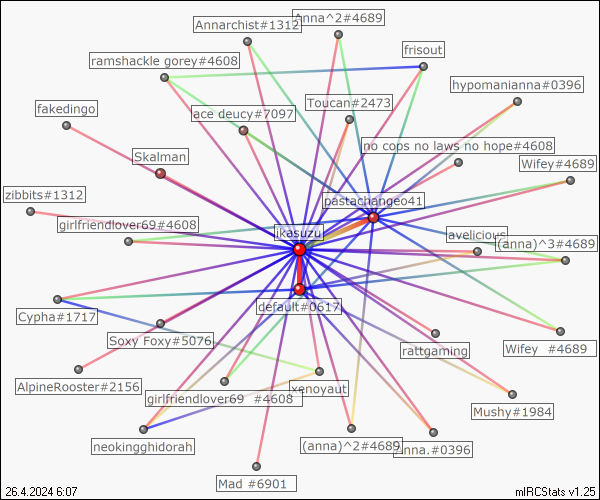 Anna^2#4689
Annarchist#1312
frisout
ramshackle gorey#4608
hypomanianna#0396
Toucan#2473
fakedingo
ace deucy#7097
no cops no laws no hope#4608
Skalman
Wifey#4689
zibbits#1312
pastachangeo41
girlfriendlover69#4608
ikasuzu
avelicious
(anna)^3#4689
default#0617
Cypha#1717
Soxy Foxy#5076
Wifey #4689
rattgaming
AlpineRooster#2156
xenoyaut
girlfriendlover69 #4608
Mushy#1984
neokingghidorah
(anna)^2#4689
Anna.#0396
Mad #6901
26.4.2024 6:07
mIRCStats v1.25